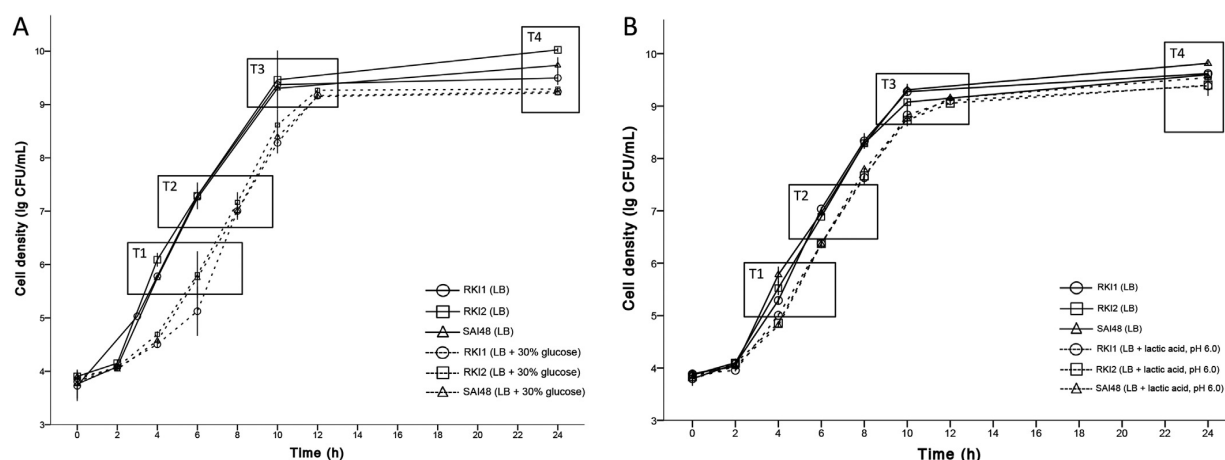 A
Cell density (lg CFU/mL)
10
9
8
7
6
5
4
3
T1
T2
T3
T4
RKI1 (LB)
RKI2 (LB)
SAI48 (LB)
RKI1 (LB + 30% glucose)
RKI2 (LB + 30% glucose)
SAI48 (LB + 30% glucose)
0 2 4 6 8 10 12 14 16 18 20 22 24
Time (h)
B
Cell density (lg CFU/mL)
10
9
8
7
6
5
4
3
T1
T2
T3
T4
RKI1 (LB)
RKI2 (LB)
SAI48 (LB)
RKI1 (LB + lactic acid, pH 6.0)
RKI2 (LB + lactic acid, pH 6.0)
SAI48 (LB + lactic acid, pH 6.0)
0 2 4 6 8 10 12 14 16 18 20 22 24
Time (h)